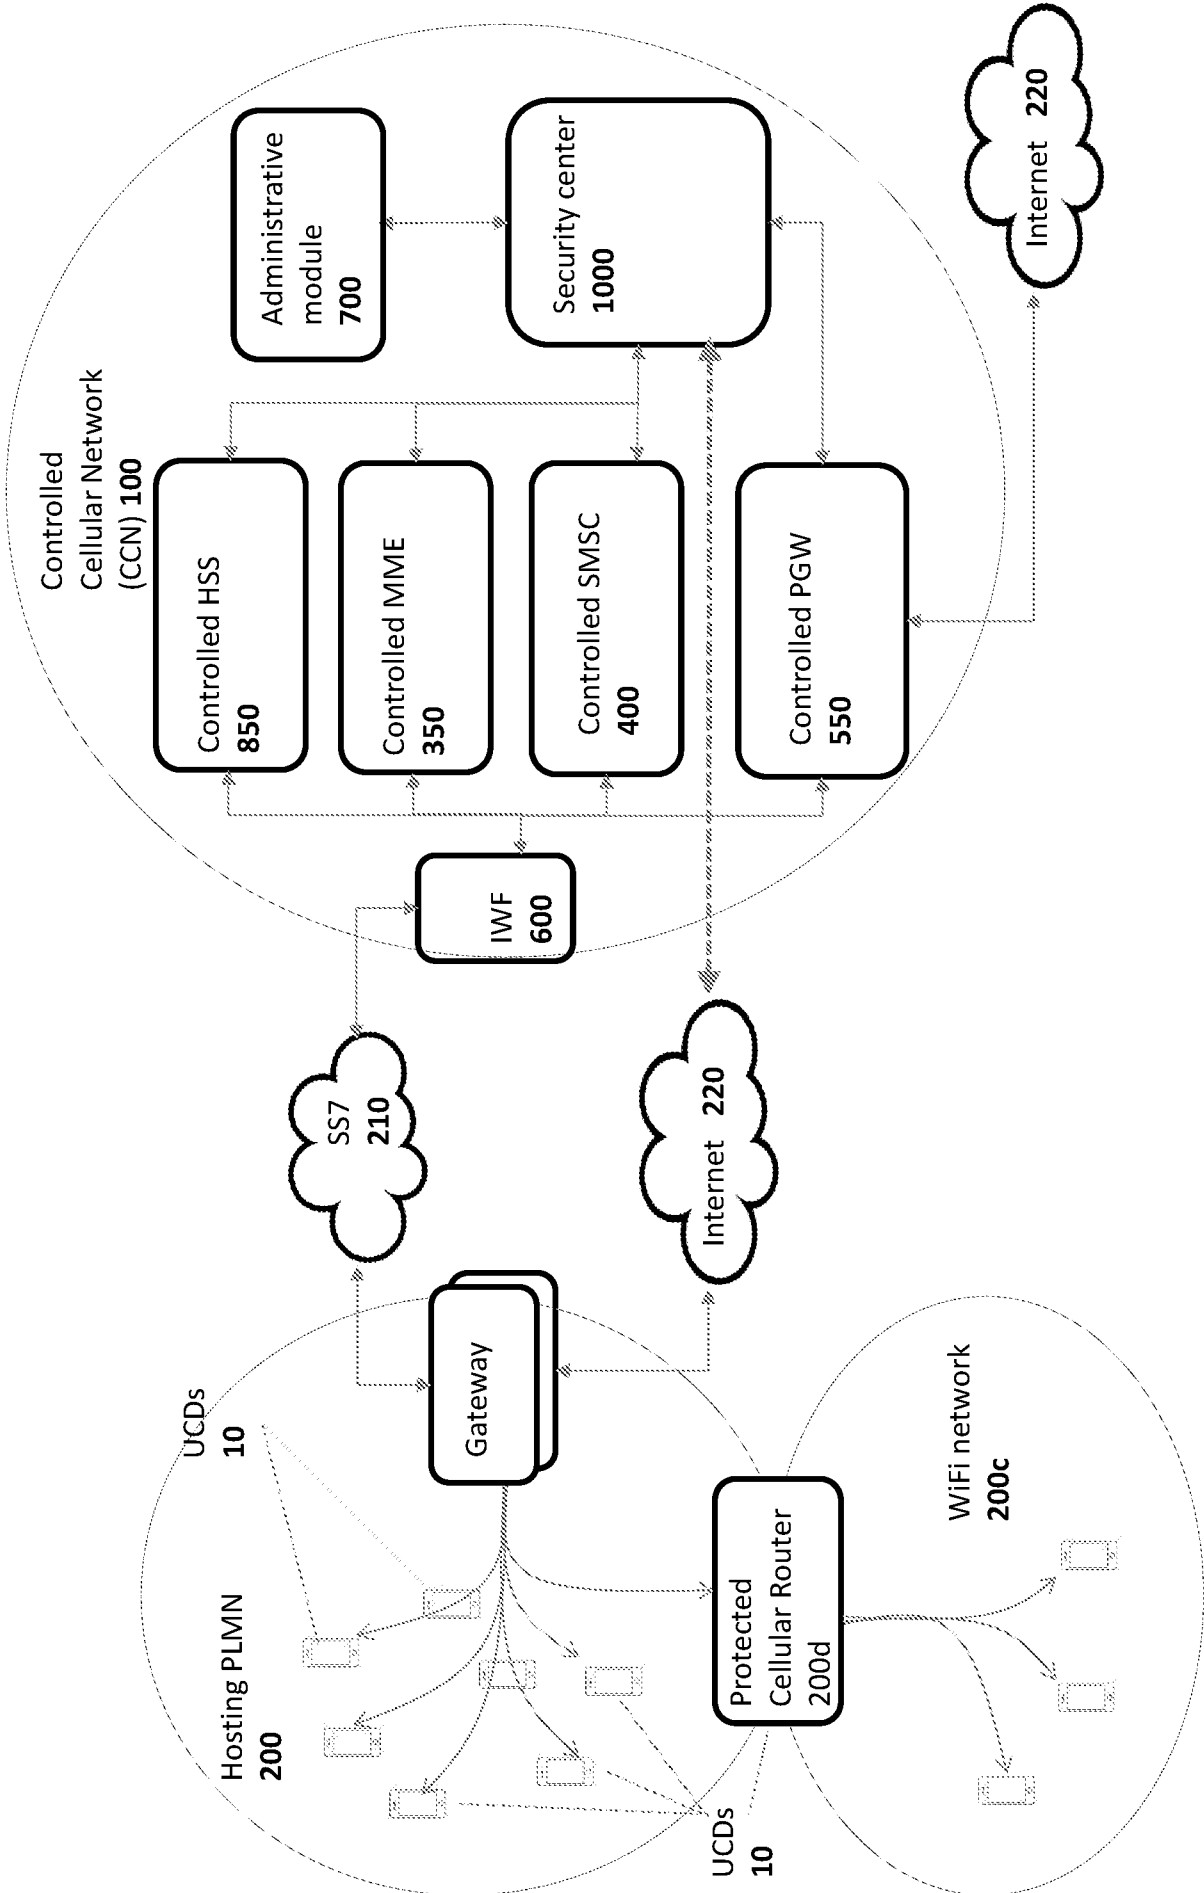 Controlled
Cellular Network
(CCN) 100
Administrative
module
700
Security center
1000
Controlled HSS
850
Controlled MME
350
Controlled SMSC
400
Controlled PGW
550
IWF
600
Internet 220
SS7
210
Internet 220
Gateway
UCDs
10
Hosting PLMN
200
Protected
Cellular Router
200d
UCDs
10
WiFi network
200c